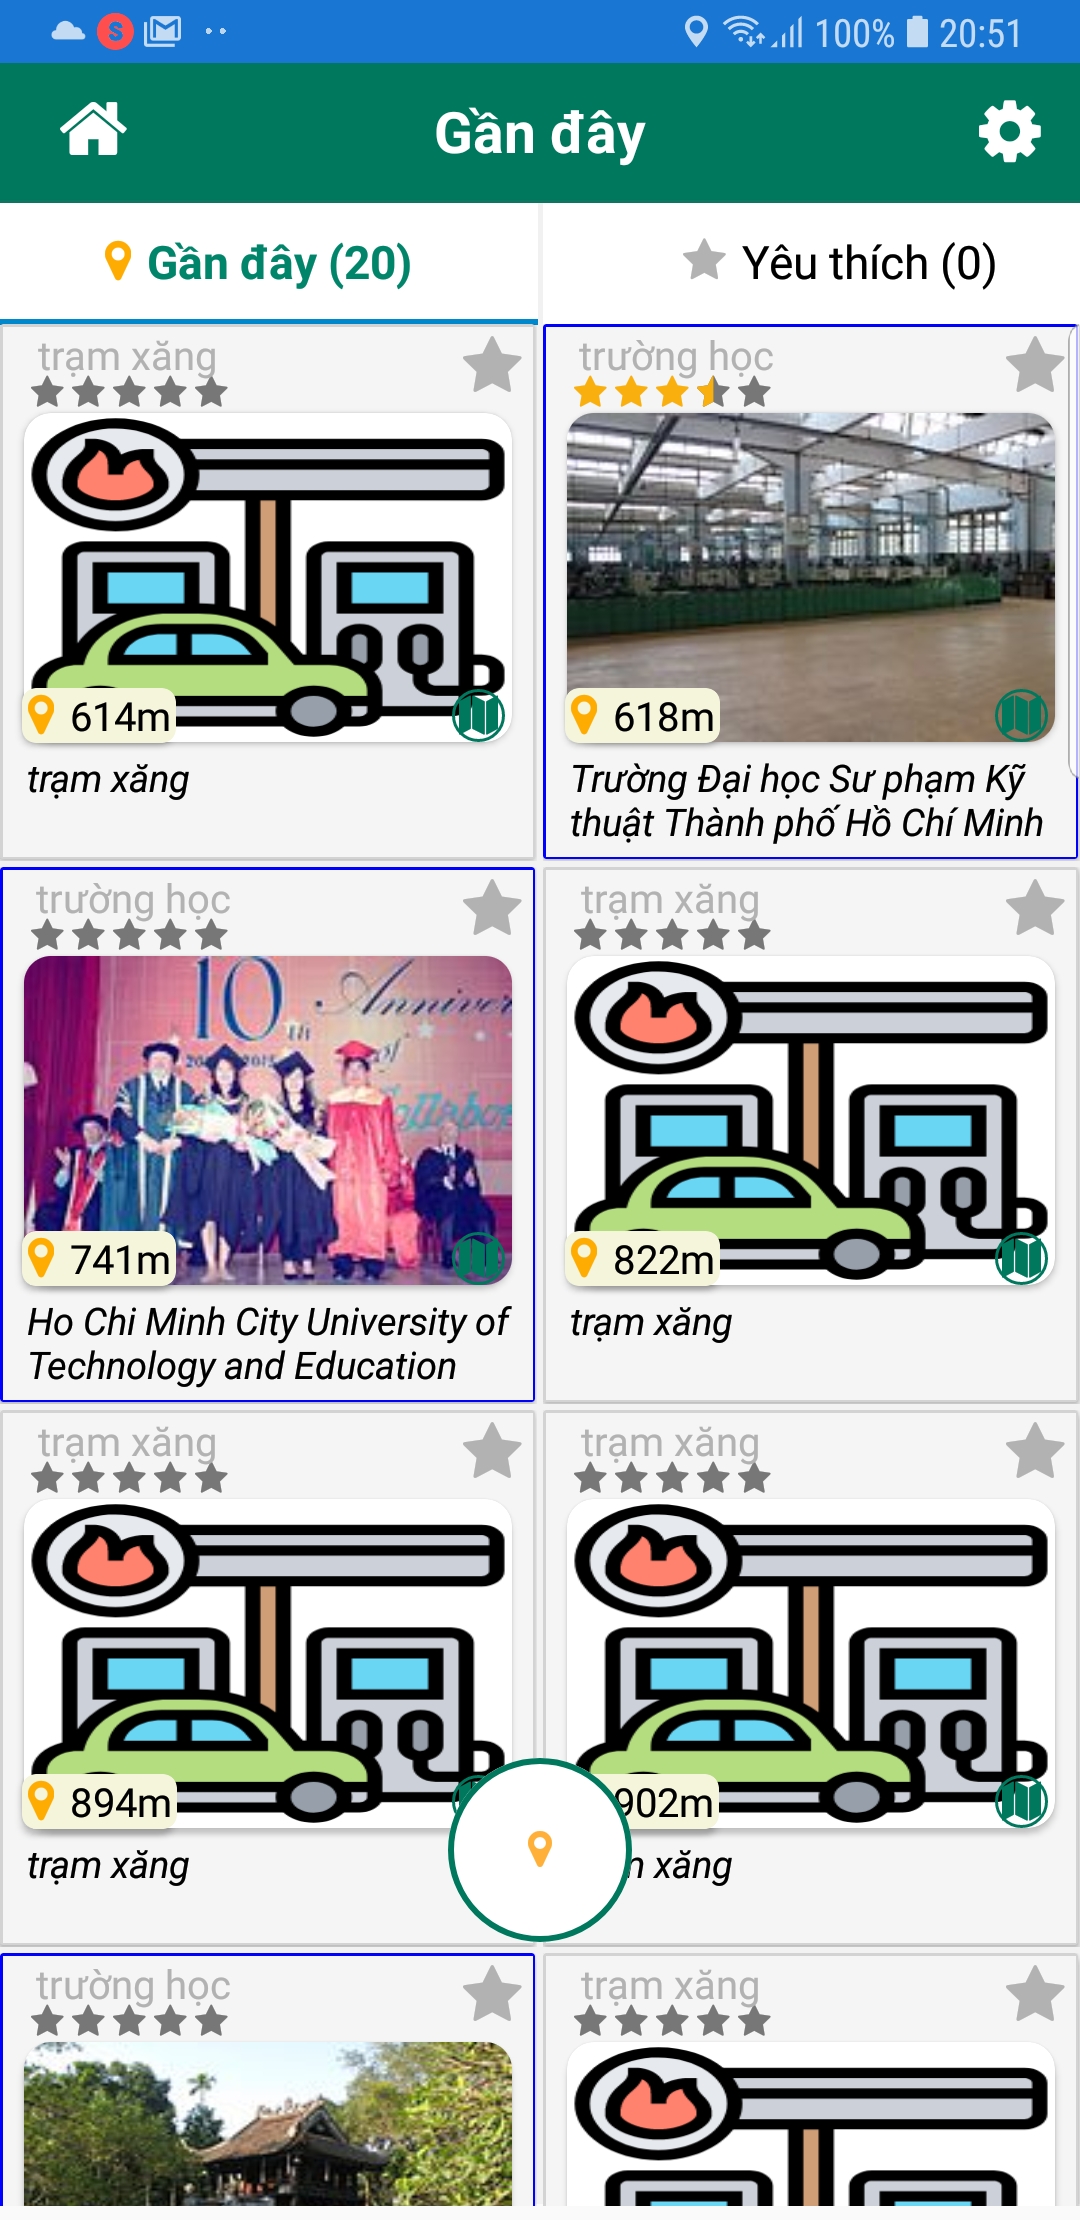 100% 20:51
Gần đây
Gần đây (20)
Yêu thích (0)
trạm xăng
614m
trạm xăng
trường học
618m
Trường Đại học Sư phạm Kỹ
thuật Thành phố Hồ Chí Minh
trường học
10th Anniver
of
741m
Ho Chi Minh City University of
Technology and Education
trạm xăng
822m
trạm xăng
trạm xăng
894m
trạm xăng
trạm xăng
902m
xăng
trường học
trạm xăng